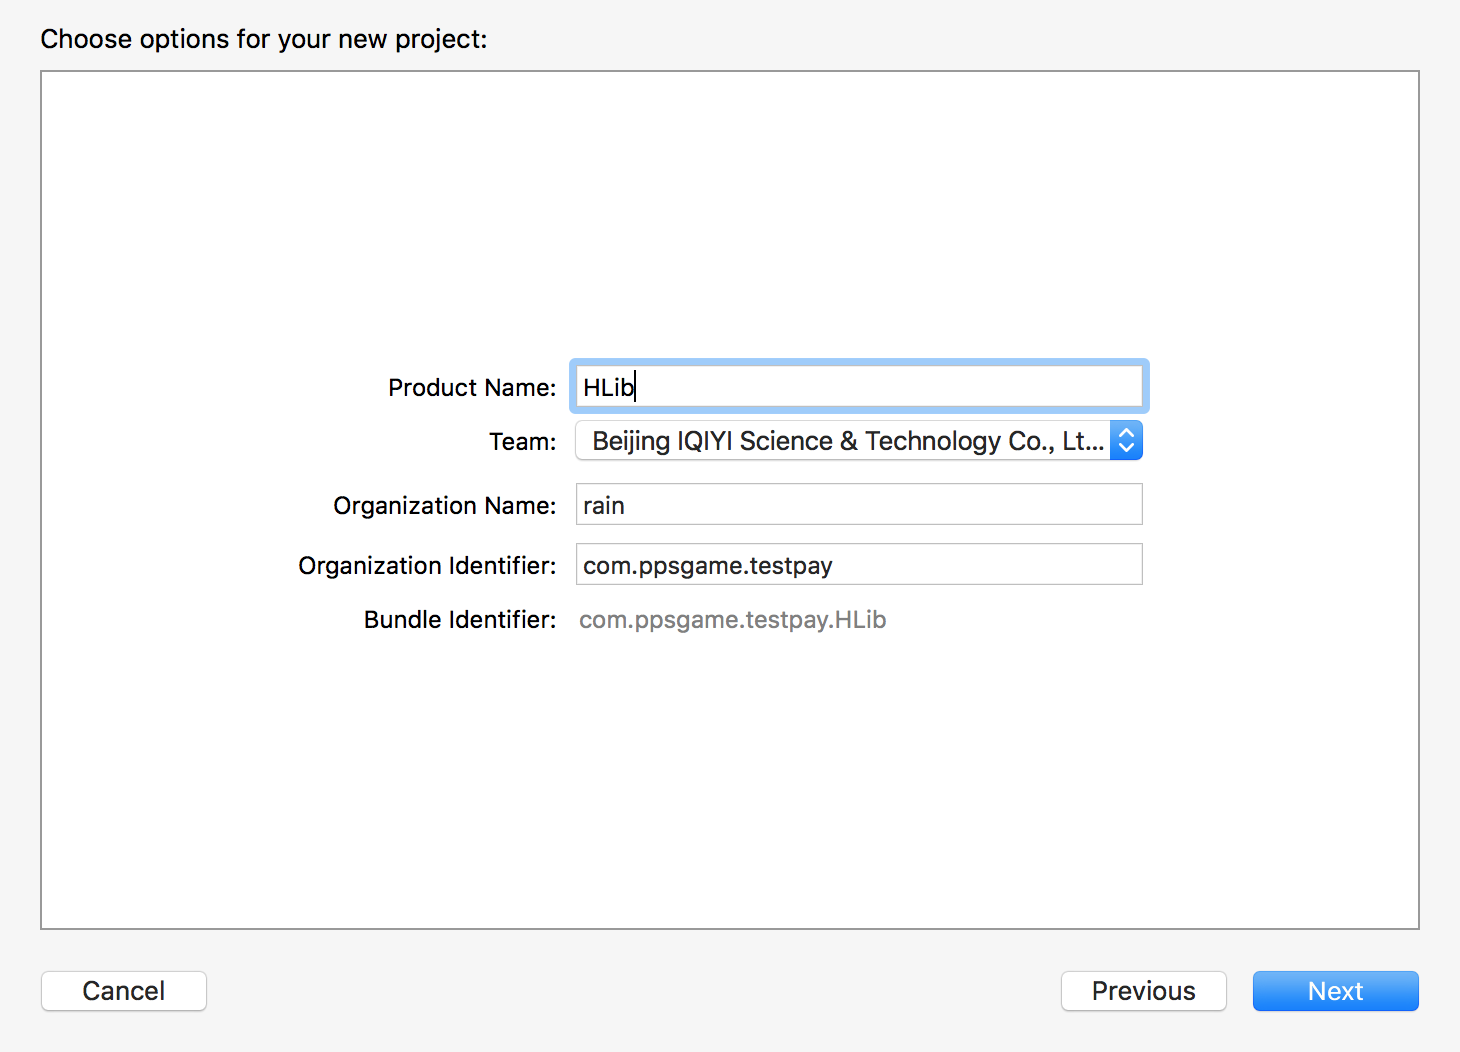 Choose options for your new project:
Product Name: HLib
Team: Beijing IQIYI Science & Technology Co., Lt...
Organization Name: rain
Organization Identifier: com.ppsgame.testpay
Bundle Identifier: com.ppsgame.testpay.HLib
Cancel Previous Next